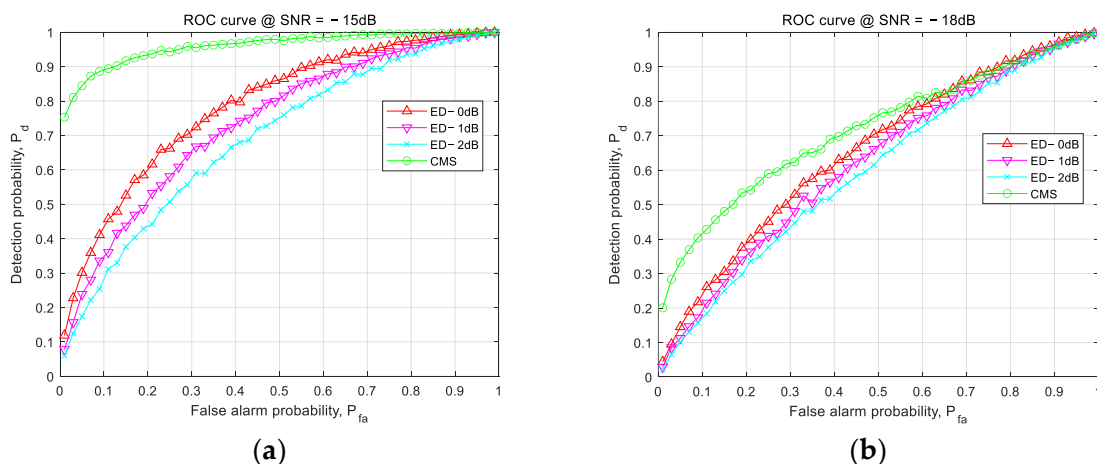 ROC curve @ SNR = − 15dB
Detection probability, P_d
1
0.9
0.8
0.7
0.6
0.5
0.4
0.3
0.2
0.1
0
ED− 0dB
ED− 1dB
ED− 2dB
CMS
0 0.1 0.2 0.3 0.4 0.5 0.6 0.7 0.8 0.9 1
False alarm probability, P_fa
(a)
ROC curve @ SNR = − 18dB
Detection probability, P_d
1
0.9
0.8
0.7
0.6
0.5
0.4
0.3
0.2
0.1
0
ED− 0dB
ED− 1dB
ED− 2dB
CMS
0 0.1 0.2 0.3 0.4 0.5 0.6 0.7 0.8 0.9 1
False alarm probability, P_fa
(b)